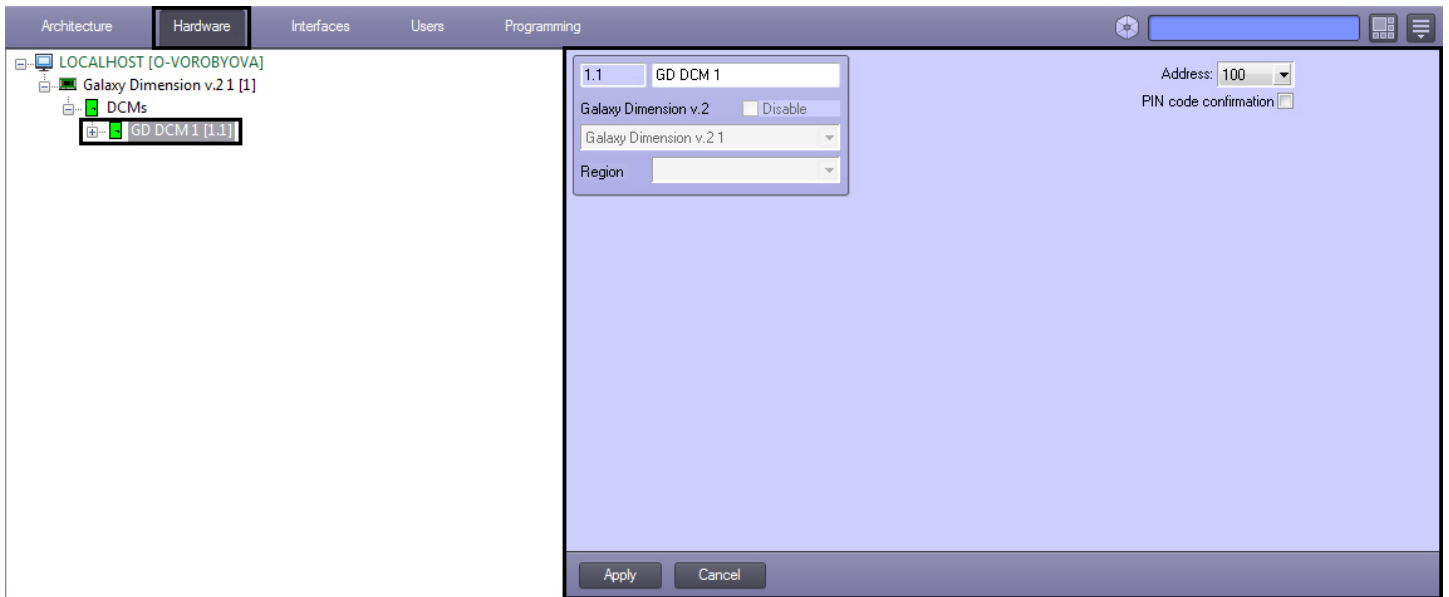 Architecture Hardware Interfaces Users Programming
LOCALHOST [O-VOROBYOVA]
Galaxy Dimension v.2 1 [1]
DCMs
GD DCM 1 [1.1]
1.1 GD DCM 1
Galaxy Dimension v.2 Disable
Galaxy Dimension v.2 1
Region
Address: 100
PIN code confirmation
Apply Cancel